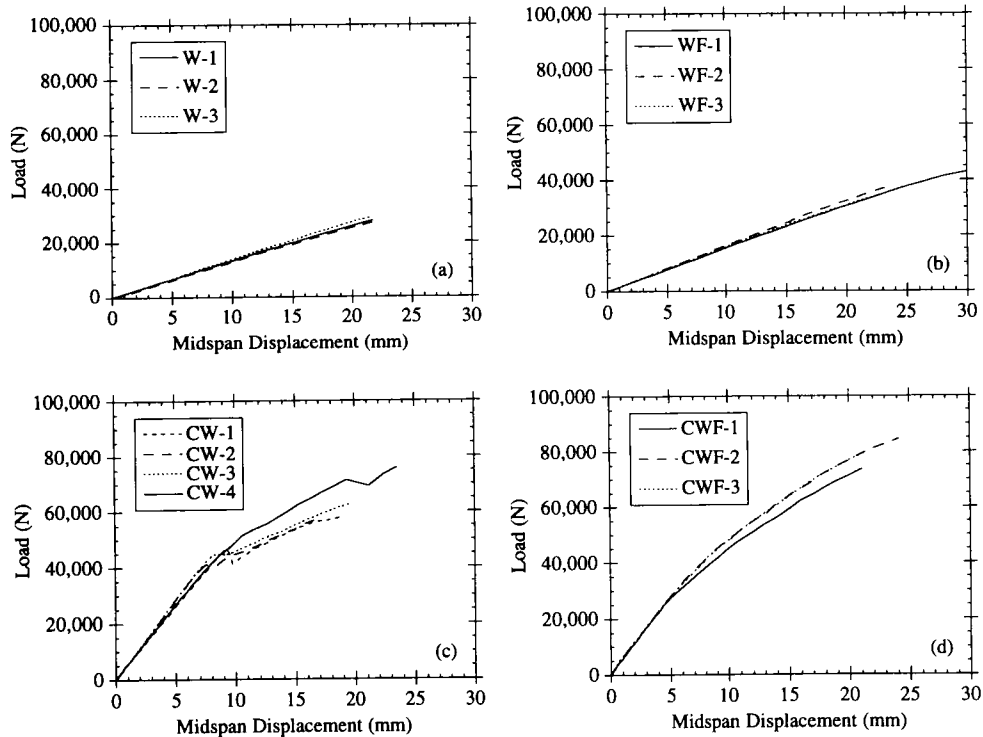 100,000
80,000
60,000
40,000
20,000
0
Load (N)
W-1
W-2
W-3
(a)
0 5 10 15 20 25 30
Midspan Displacement (mm)
100,000
80,000
60,000
40,000
20,000
0
Load (N)
WF-1
WF-2
WF-3
(b)
0 5 10 15 20 25 30
Midspan Displacement (mm)
100,000
80,000
60,000
40,000
20,000
0
Load (N)
CW-1
CW-2
CW-3
CW-4
(c)
0 5 10 15 20 25 30
Midspan Displacement (mm)
100,000
80,000
60,000
40,000
20,000
0
Load (N)
CWF-1
CWF-2
CWF-3
(d)
0 5 10 15 20 25 30
Midspan Displacement (mm)